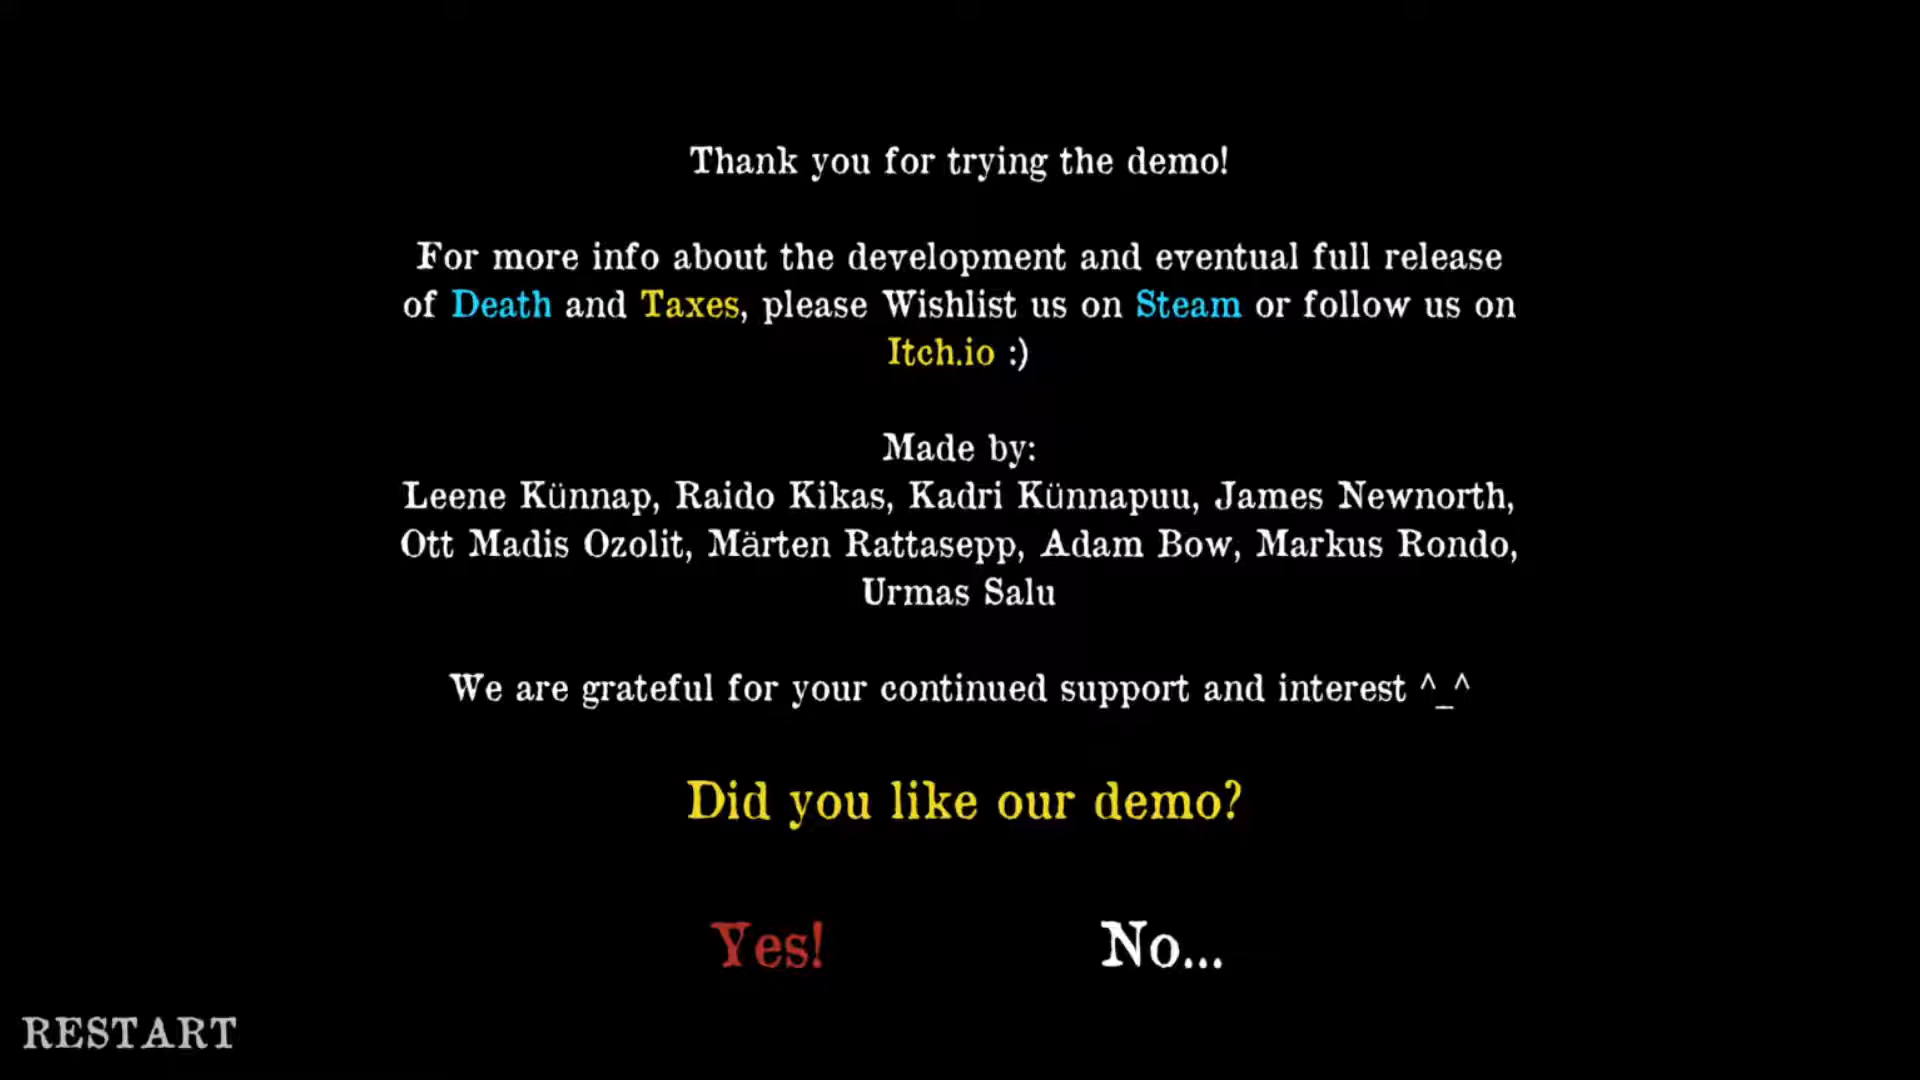 Thank you for trying the demo!
For more info about the development and eventual full release
of Death and Taxes, please Wishlist us on Steam or follow us on
Itch.io :)
Made by:
Leene Künnap, Raido Kikas, Kadri Künnapuu, James Newnorth,
Ott Madis Ozolit, Märten Rattasepp, Adam Bow, Markus Rondo,
Urmas Salu
We are grateful for your continued support and interest ^_^
Did you like our demo?
Yes! No...
RESTART